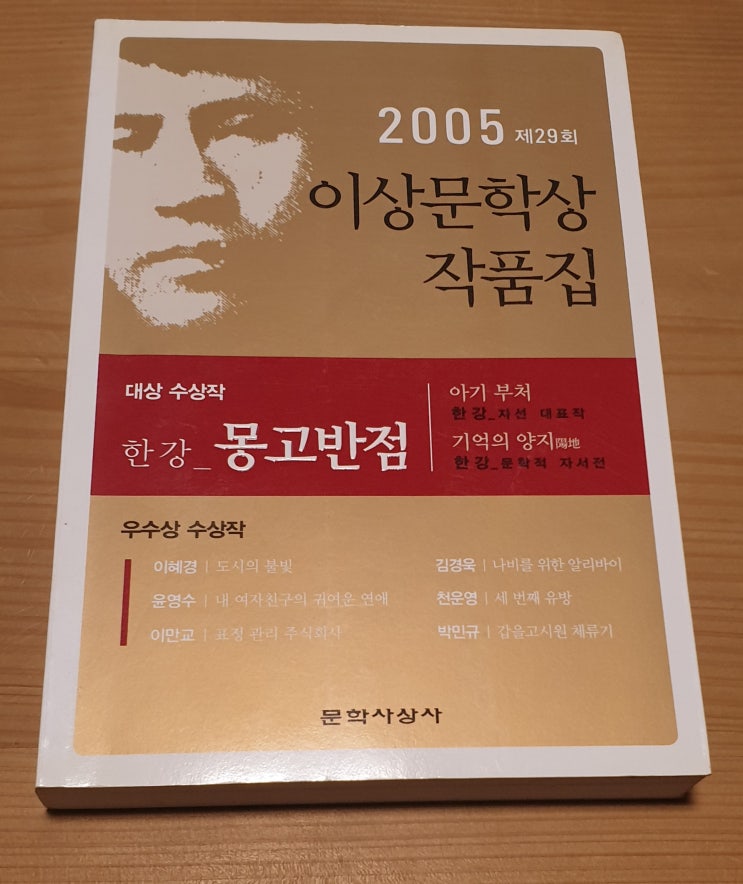 2005 제29회
이상문학상
작품집
대상 수상작
한강_몽고반점
아기 부처
한강_자선 대표작
기억의 양지陽地
한강_문학적 자서전
우수상 수상작
이혜경 | 도시의 불빛
윤영수 | 내 여자친구의 귀여운 연애
이만교 | 표정 관리 주식회사
김경욱 | 나비를 위한 알리바이
천운영 | 세 번째 유방
박민규 | 갑을고시원 체류기
문학사상사